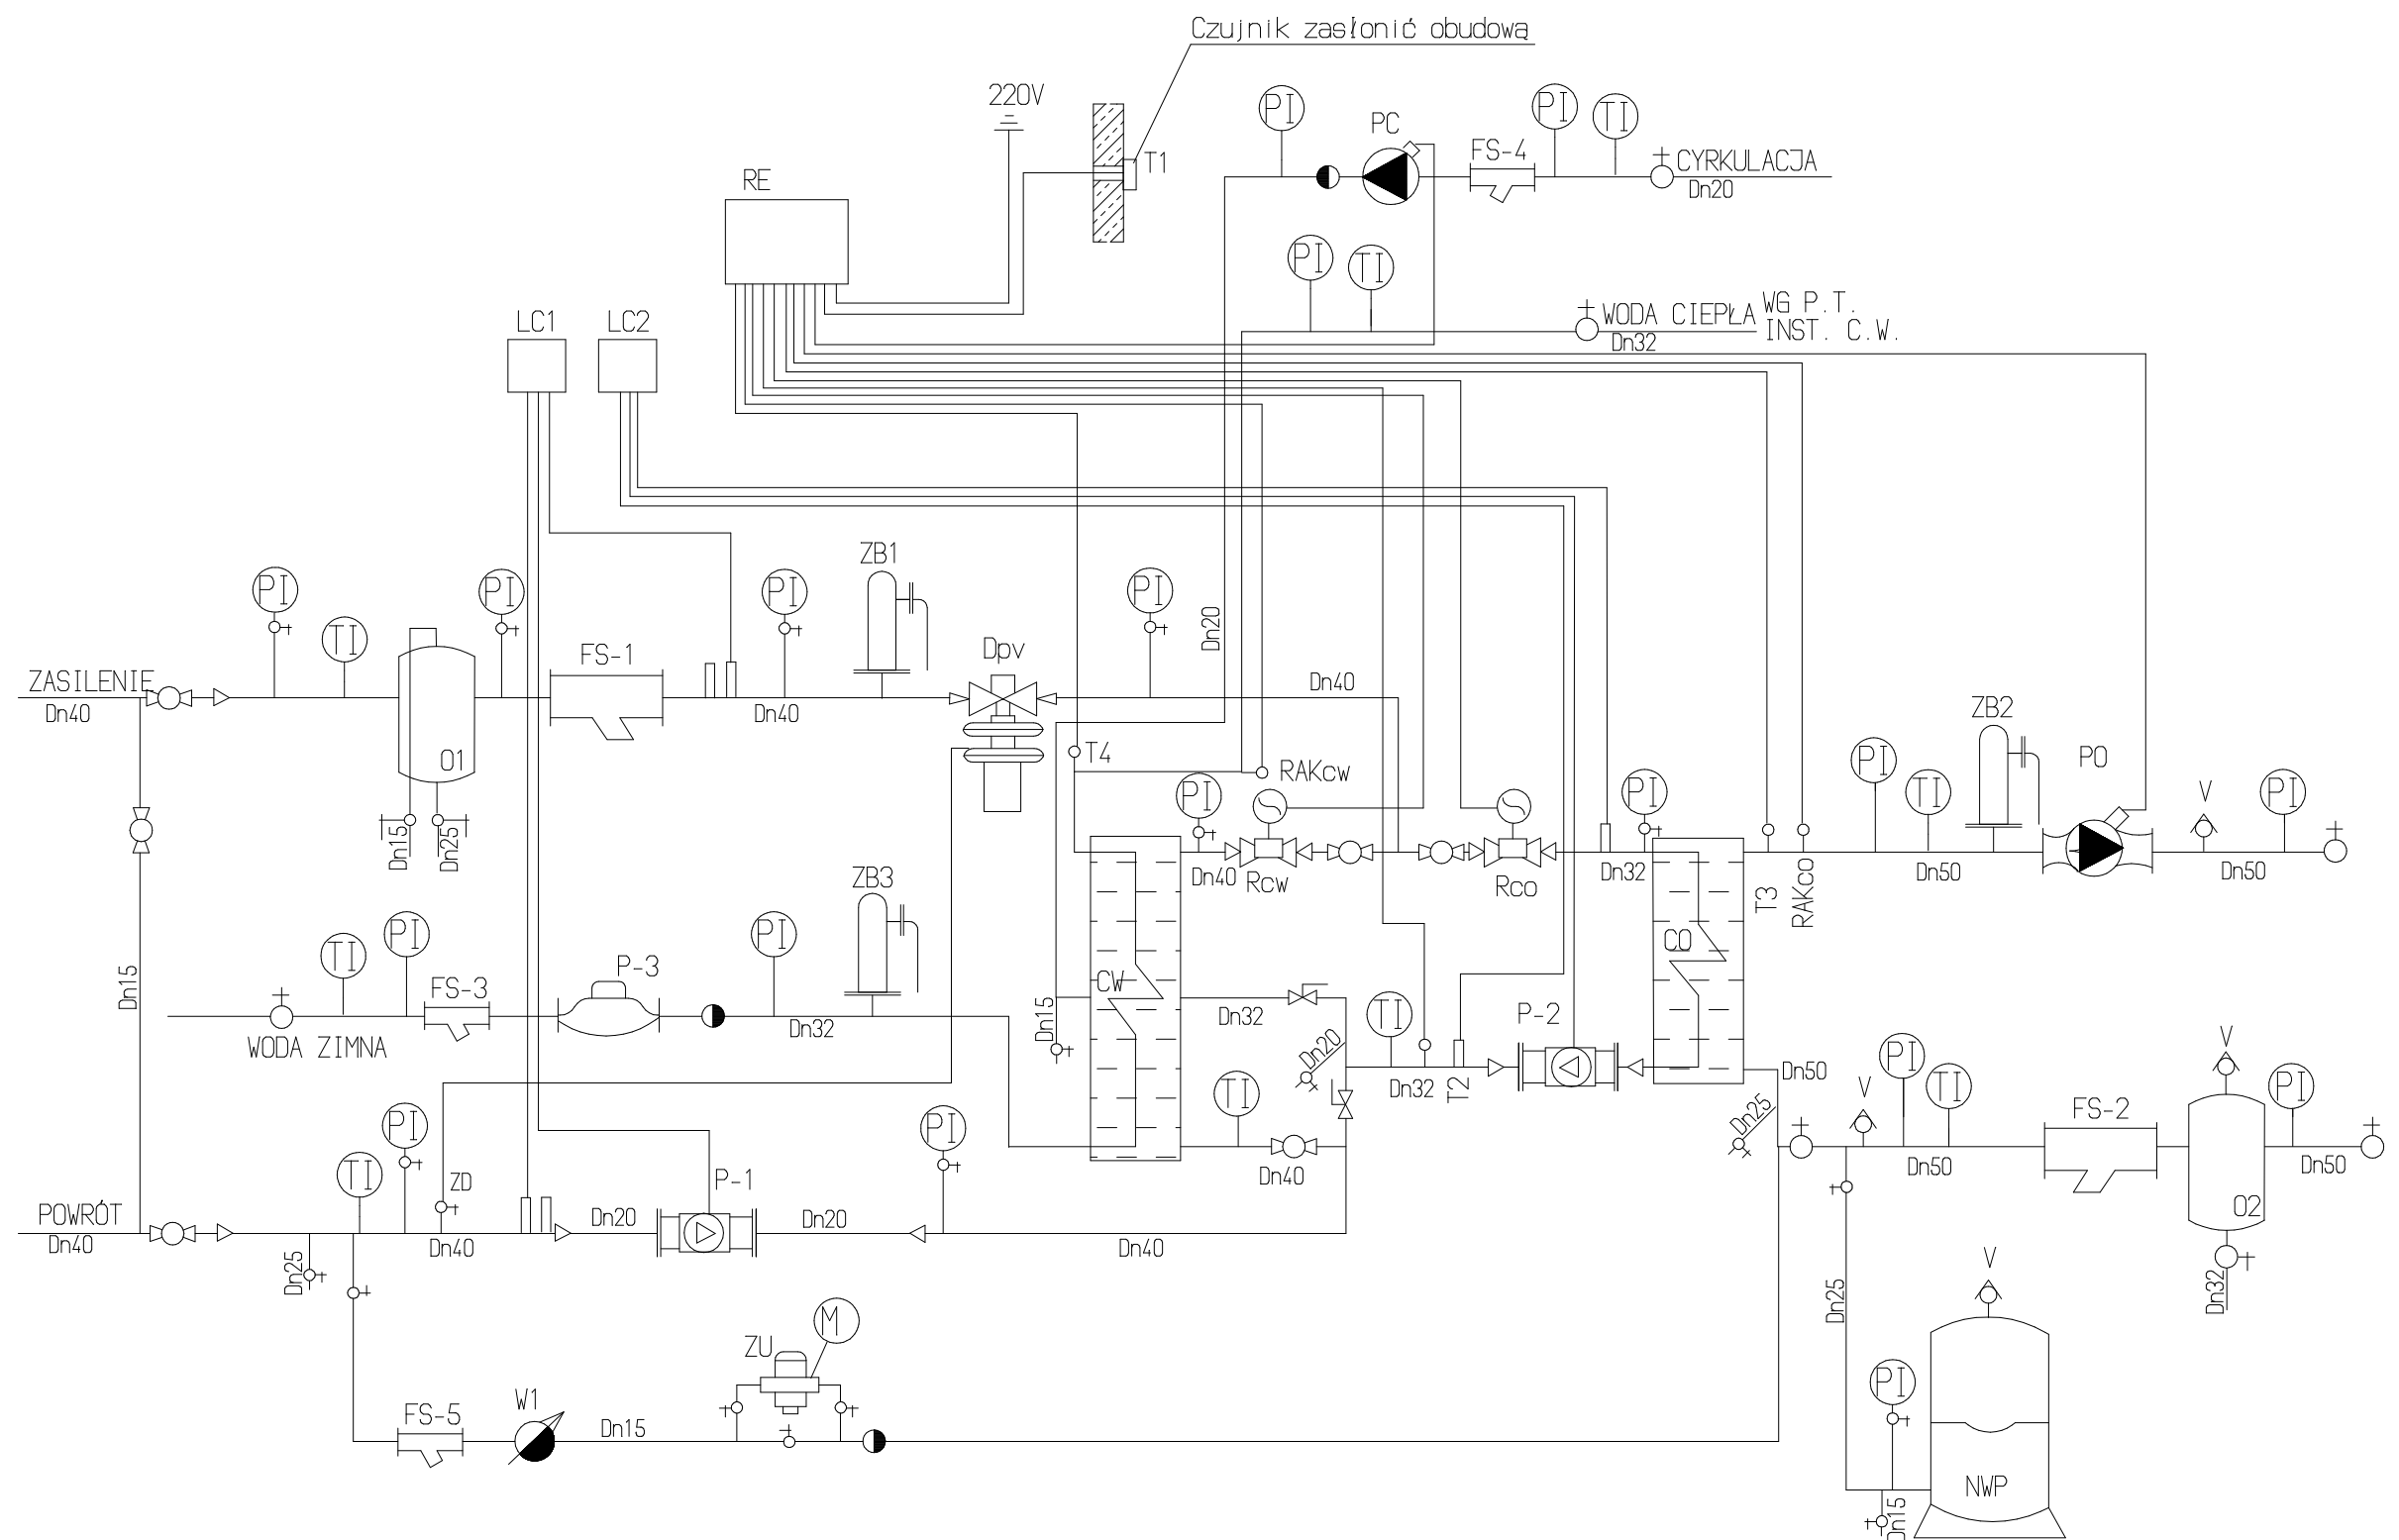 Czujnik zasłonić obudową
220V
PI
PC
FS-4
PI
TI
T1
CYRKULACJA
Dn20
RE
PI
TI
WODA CIEPŁA
WG P.T.
INST. C.W.
Dn32
LC1
LC2
PI
TI
PI
FS-1
PI
ZB1
Dpv
PI
Dn20
Dn40
ZASILENIE
Dn40
Dn40
O1
Dn15
Dn25
T4
RAKcw
PI
Dn40
Rcw
Rco
PI
Dn32
T3
RAKco
PI
TI
ZB2
PO
V
PI
Dn50
Dn50
Dn15
TI
PI
FS-3
P-3
PI
ZB3
Dn32
WODA ZIMNA
CW
CO
Dn15
Dn32
Dn20
TI
Dn32
T2
P-2
Dn50
Dn25
V
PI
TI
FS-2
V
PI
Dn50
Dn50
O2
Dn32
TI
Dn40
POWRÓT
Dn40
TI
PI
ZD
Dn40
Dn20
P-1
Dn20
PI
Dn40
Dn25
FS-5
W1
Dn15
ZU
M
Dn25
V
PI
NWP
Dn15